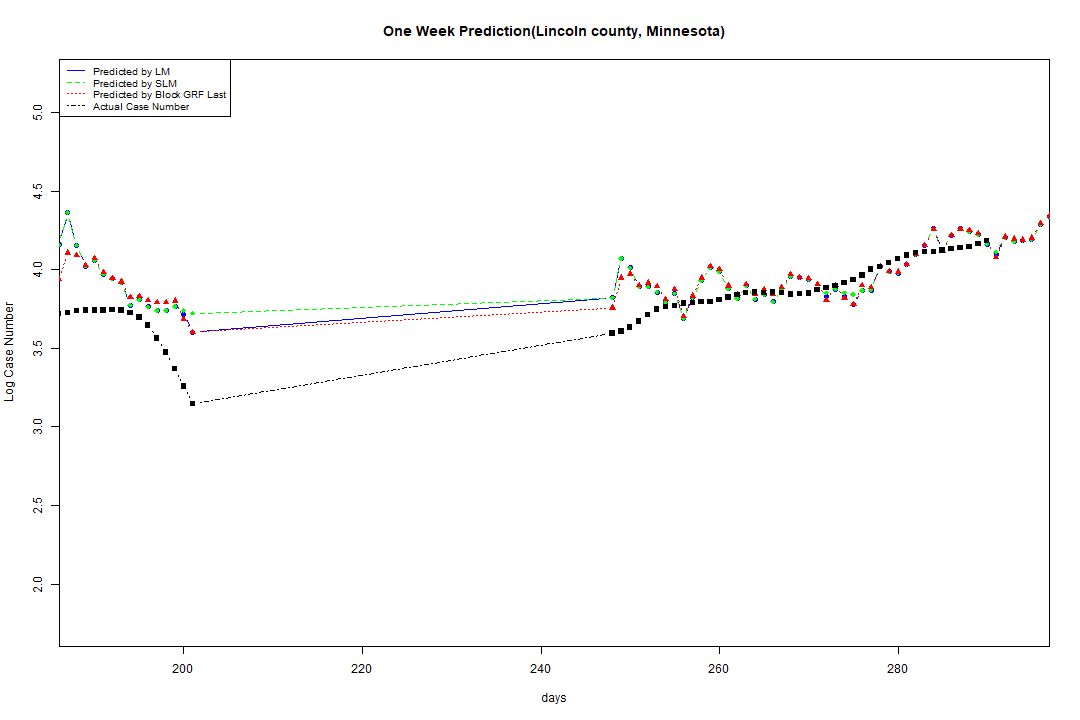 One Week Prediction(Lincoln county, Minnesota)
Predicted by LM
Predicted by SLM
Predicted by Block GRF Last
Actual Case Number
5.0
4.5
4.0
3.5
3.0
2.5
2.0
Log Case Number
200 220 240 260 280
days